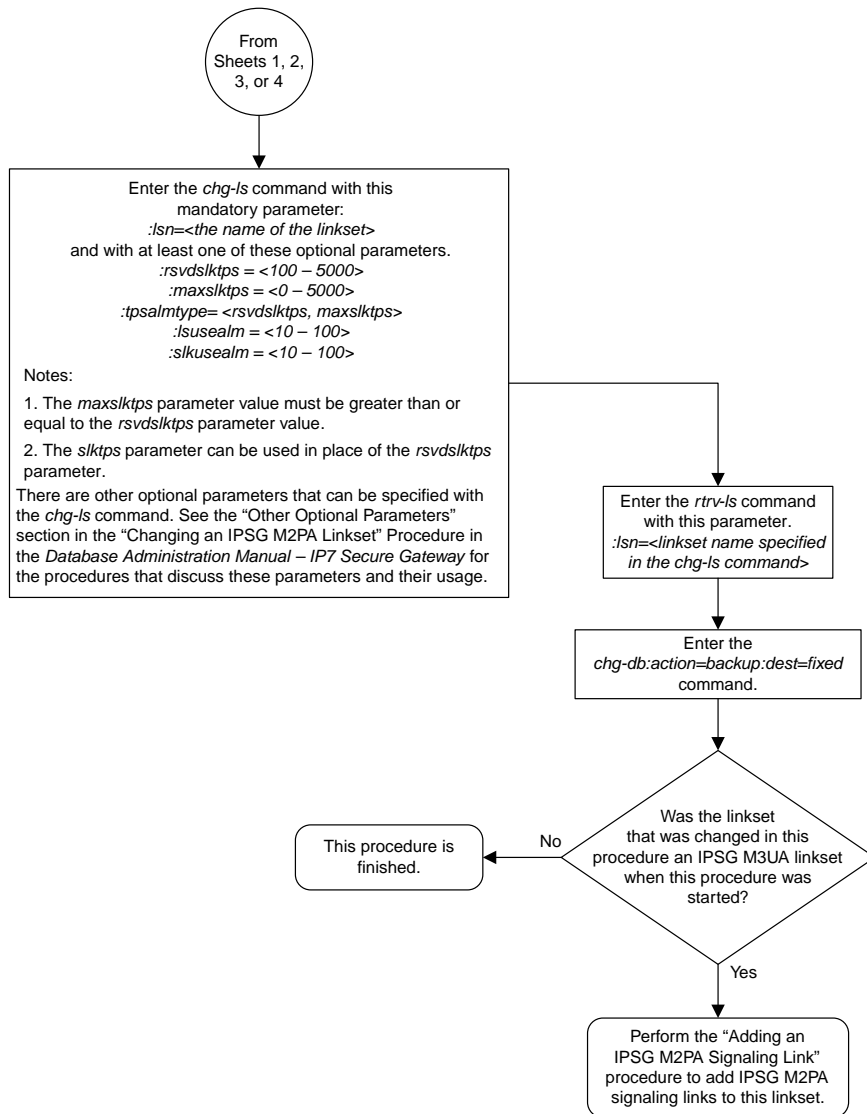 From
Sheets 1, 2,
3, or 4
Enter the chg-ls command with this
mandatory parameter:
:lsn=<the name of the linkset>
and with at least one of these optional parameters.
:rsvdslktps = <100 – 5000>
:maxslktps = <0 – 5000>
:tpsalmtype= <rsvdslktps, maxslktps>
:lsusealm = <10 – 100>
:slkusealm = <10 – 100>
Notes:
1. The maxslktps parameter value must be greater than or
equal to the rsvdslktps parameter value.
2. The slktps parameter can be used in place of the rsvdslktps
parameter.
There are other optional parameters that can be specified with
the chg-ls command. See the “Other Optional Parameters”
section in the “Changing an IPSG M2PA Linkset” Procedure in
the Database Administration Manual – IP7 Secure Gateway for
the procedures that discuss these parameters and their usage.
Enter the rtrv-ls command
with this parameter.
:lsn=<linkset name specified
in the chg-ls command>
Enter the
chg-db:action=backup:dest=fixed
command.
Was the linkset
that was changed in this
procedure an IPSG M3UA linkset
when this procedure was
started?
No
This procedure is
finished.
Yes
Perform the “Adding an
IPSG M2PA Signaling Link”
procedure to add IPSG M2PA
signaling links to this linkset.